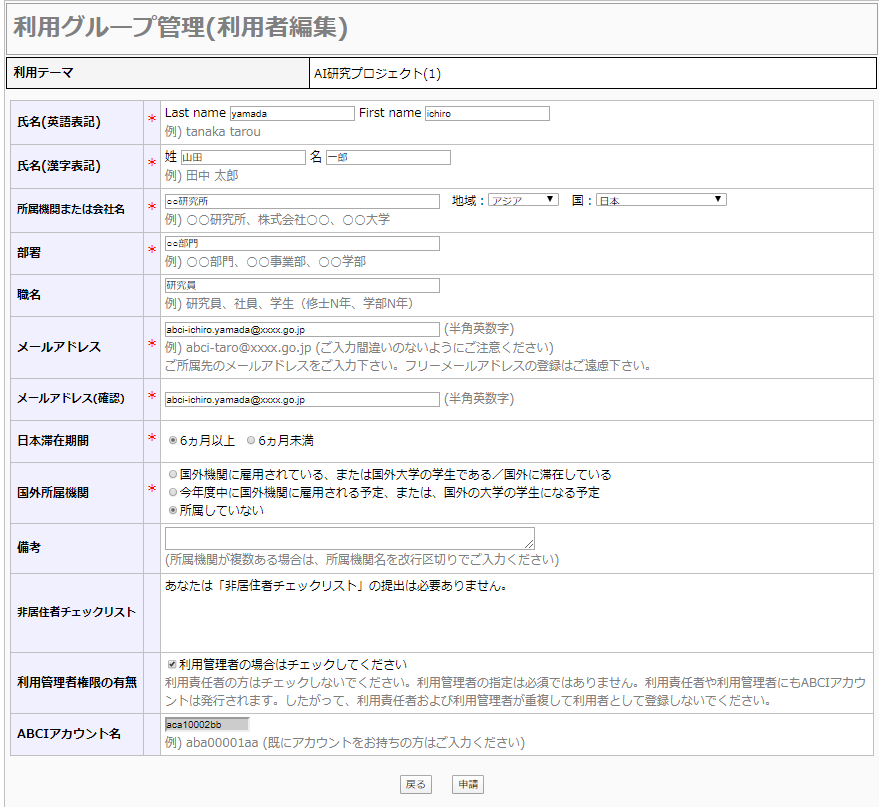 利用グループ管理(利用者編集)
利用テーマ AI研究プロジェクト(1)
氏名(英語表記) * Last name yamada First name ichiro
例) tanaka tarou
氏名(漢字表記) * 姓 山田 名 一郎
例) 田中 太郎
所属機関または会社名 * ○○研究所 地域：アジア 国：日本
例) ○○研究所、株式会社○○、○○大学
部署 * ○○部門
例) ○○部門、○○事業部、○○学部
職名 研究員
例) 研究員、社員、学生（修士N年、学部N年）
メールアドレス * abci-ichiro.yamada@xxxx.go.jp (半角英数字)
例) abci-taro@xxxx.go.jp (ご入力間違いのないようにご注意ください)
ご所属先のメールアドレスをご入力下さい。フリーメールアドレスの登録はご遠慮下さい。
メールアドレス(確認) * abci-ichiro.yamada@xxxx.go.jp (半角英数字)
日本滞在期間 * 6ヵ月以上 6ヵ月未満
国外所属機関 * 国外機関に雇用されている、または国外大学の学生である／国外に滞在している
今年度中に国外機関に雇用される予定、または、国外の大学の学生になる予定
所属していない
備考
(所属機関が複数ある場合は、所属機関名を改行区切りでご入力ください)
非居住者チェックリスト あなたは「非居住者チェックリスト」の提出は必要ありません。
利用管理者権限の有無 利用管理者の場合はチェックしてください
利用責任者の方はチェックしないでください。利用管理者の指定は必須ではありません。利用責任者や利用管理者にもABCIアカウ
ントは発行されます。したがって、利用責任者および利用管理者が重複して利用者として登録しないでください。
ABCIアカウント名 aca10002bb
例) aba00001aa (既にアカウントをお持ちの方はご入力ください)
戻る 申請